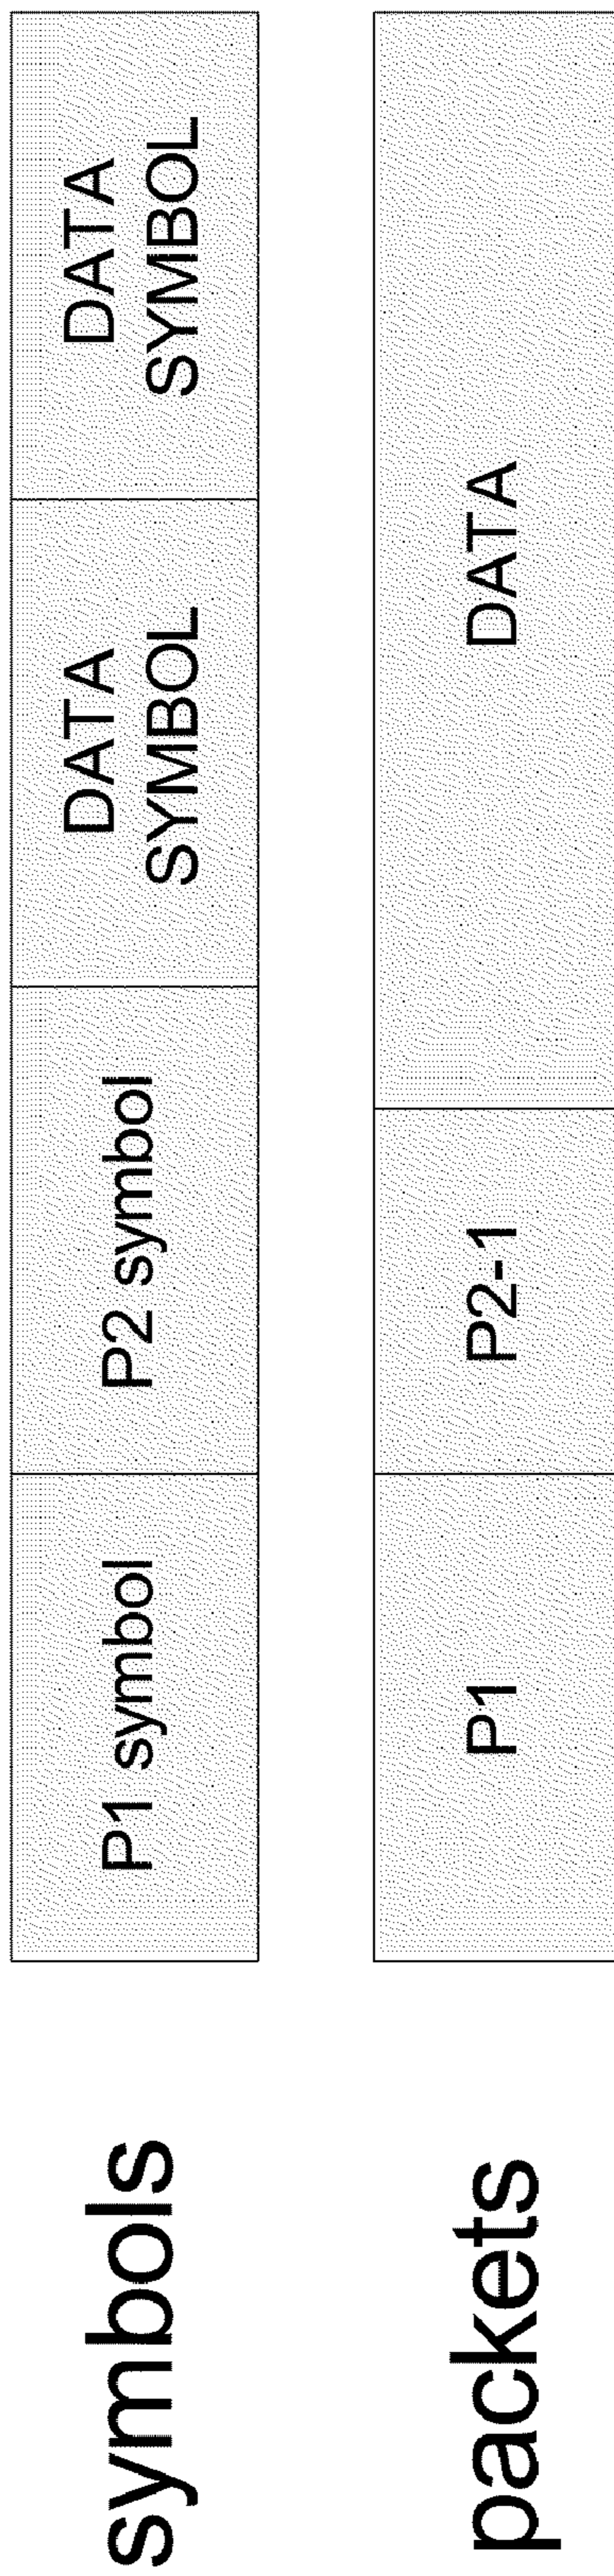 symbols
P1 symbol
P2 symbol
DATA
SYMBOL
DATA
SYMBOL
packets
P1
P2-1
DATA